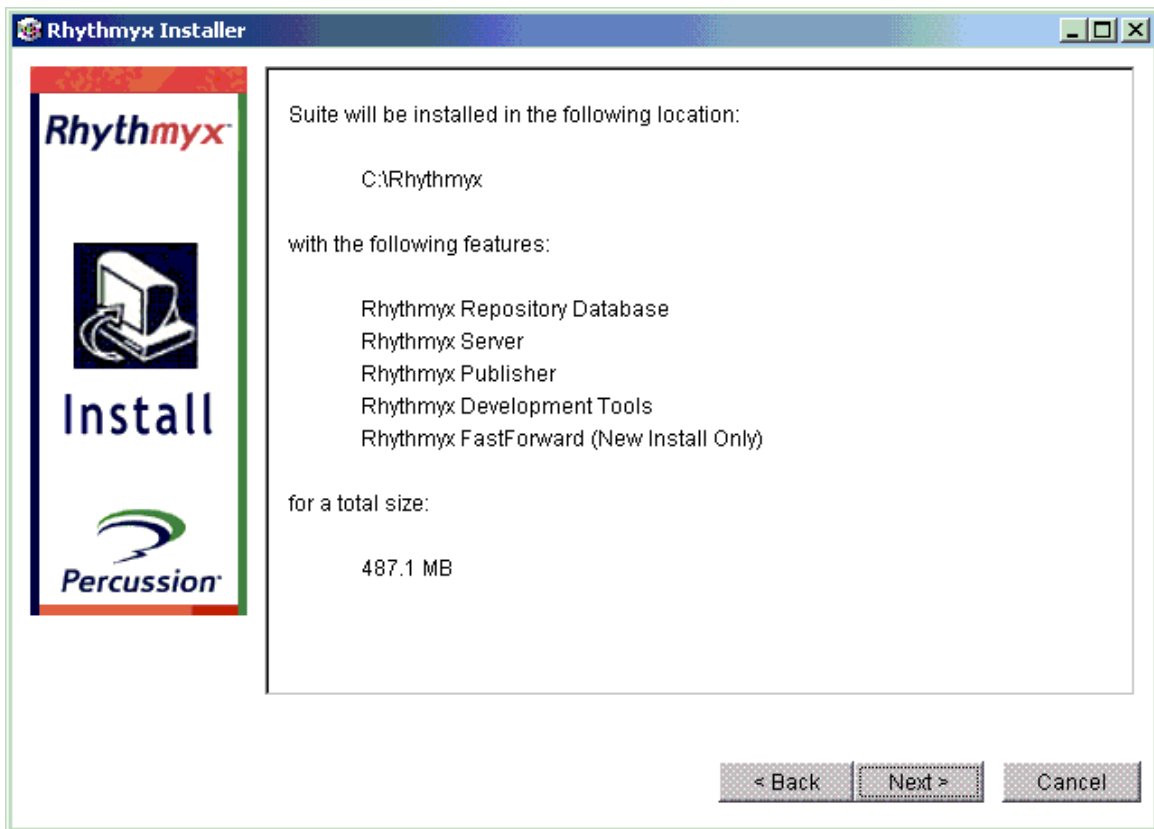 Rhythmyx Installer
Rhythmyx
Install
Percussion
Suite will be installed in the following location:
C:\Rhythmyx
with the following features:
Rhythmyx Repository Database
Rhythmyx Server
Rhythmyx Publisher
Rhythmyx Development Tools
Rhythmyx FastForward (New Install Only)
for a total size:
487.1 MB
< Back
Next >
Cancel